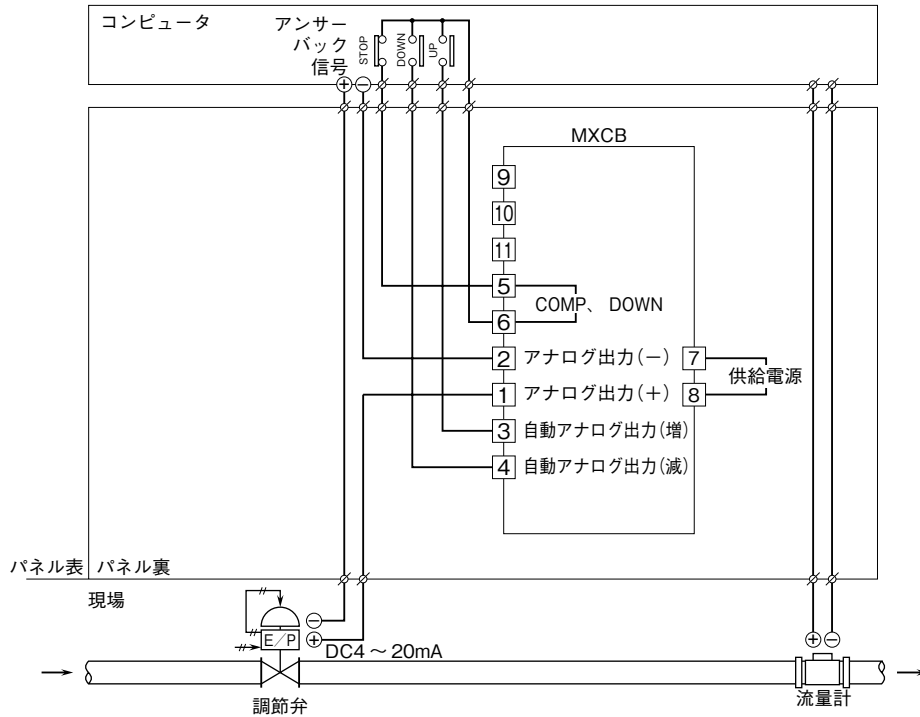 コンピュータ
アンサー
バック
信号
STOP
DOWN
UP
+
−
MXCB
9
10
11
5
COMP、 DOWN
6
2 アナログ出力(−) 7
供給電源
1 アナログ出力(+) 8
3 自動アナログ出力(増)
4 自動アナログ出力(減)
パネル表 パネル裏
現場
−
E/P +
DC4 ~ 20mA
+
−
調節弁
流量計